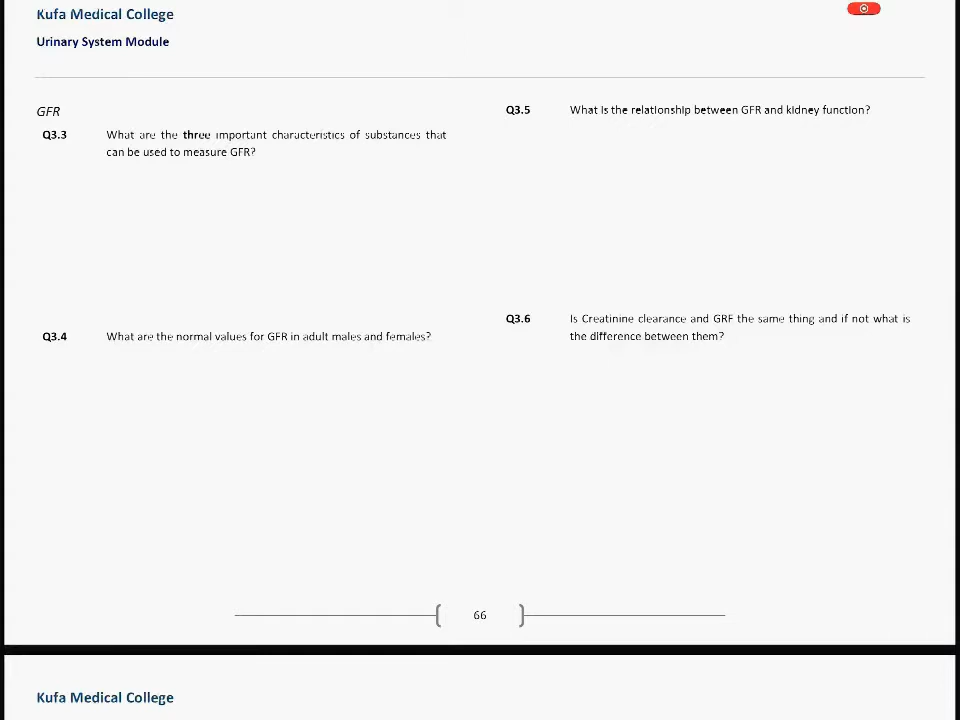 Kufa Medical College
Urinary System Module
GFR
Q3.3 What are the three important characteristics of substances that
can be used to measure GFR?
Q3.4 What are the normal values for GFR in adult males and females?
Q3.5 What is the relationship between GFR and kidney function?
Q3.6 Is Creatinine clearance and GRF the same thing and if not what is
the difference between them?
66
Kufa Medical College